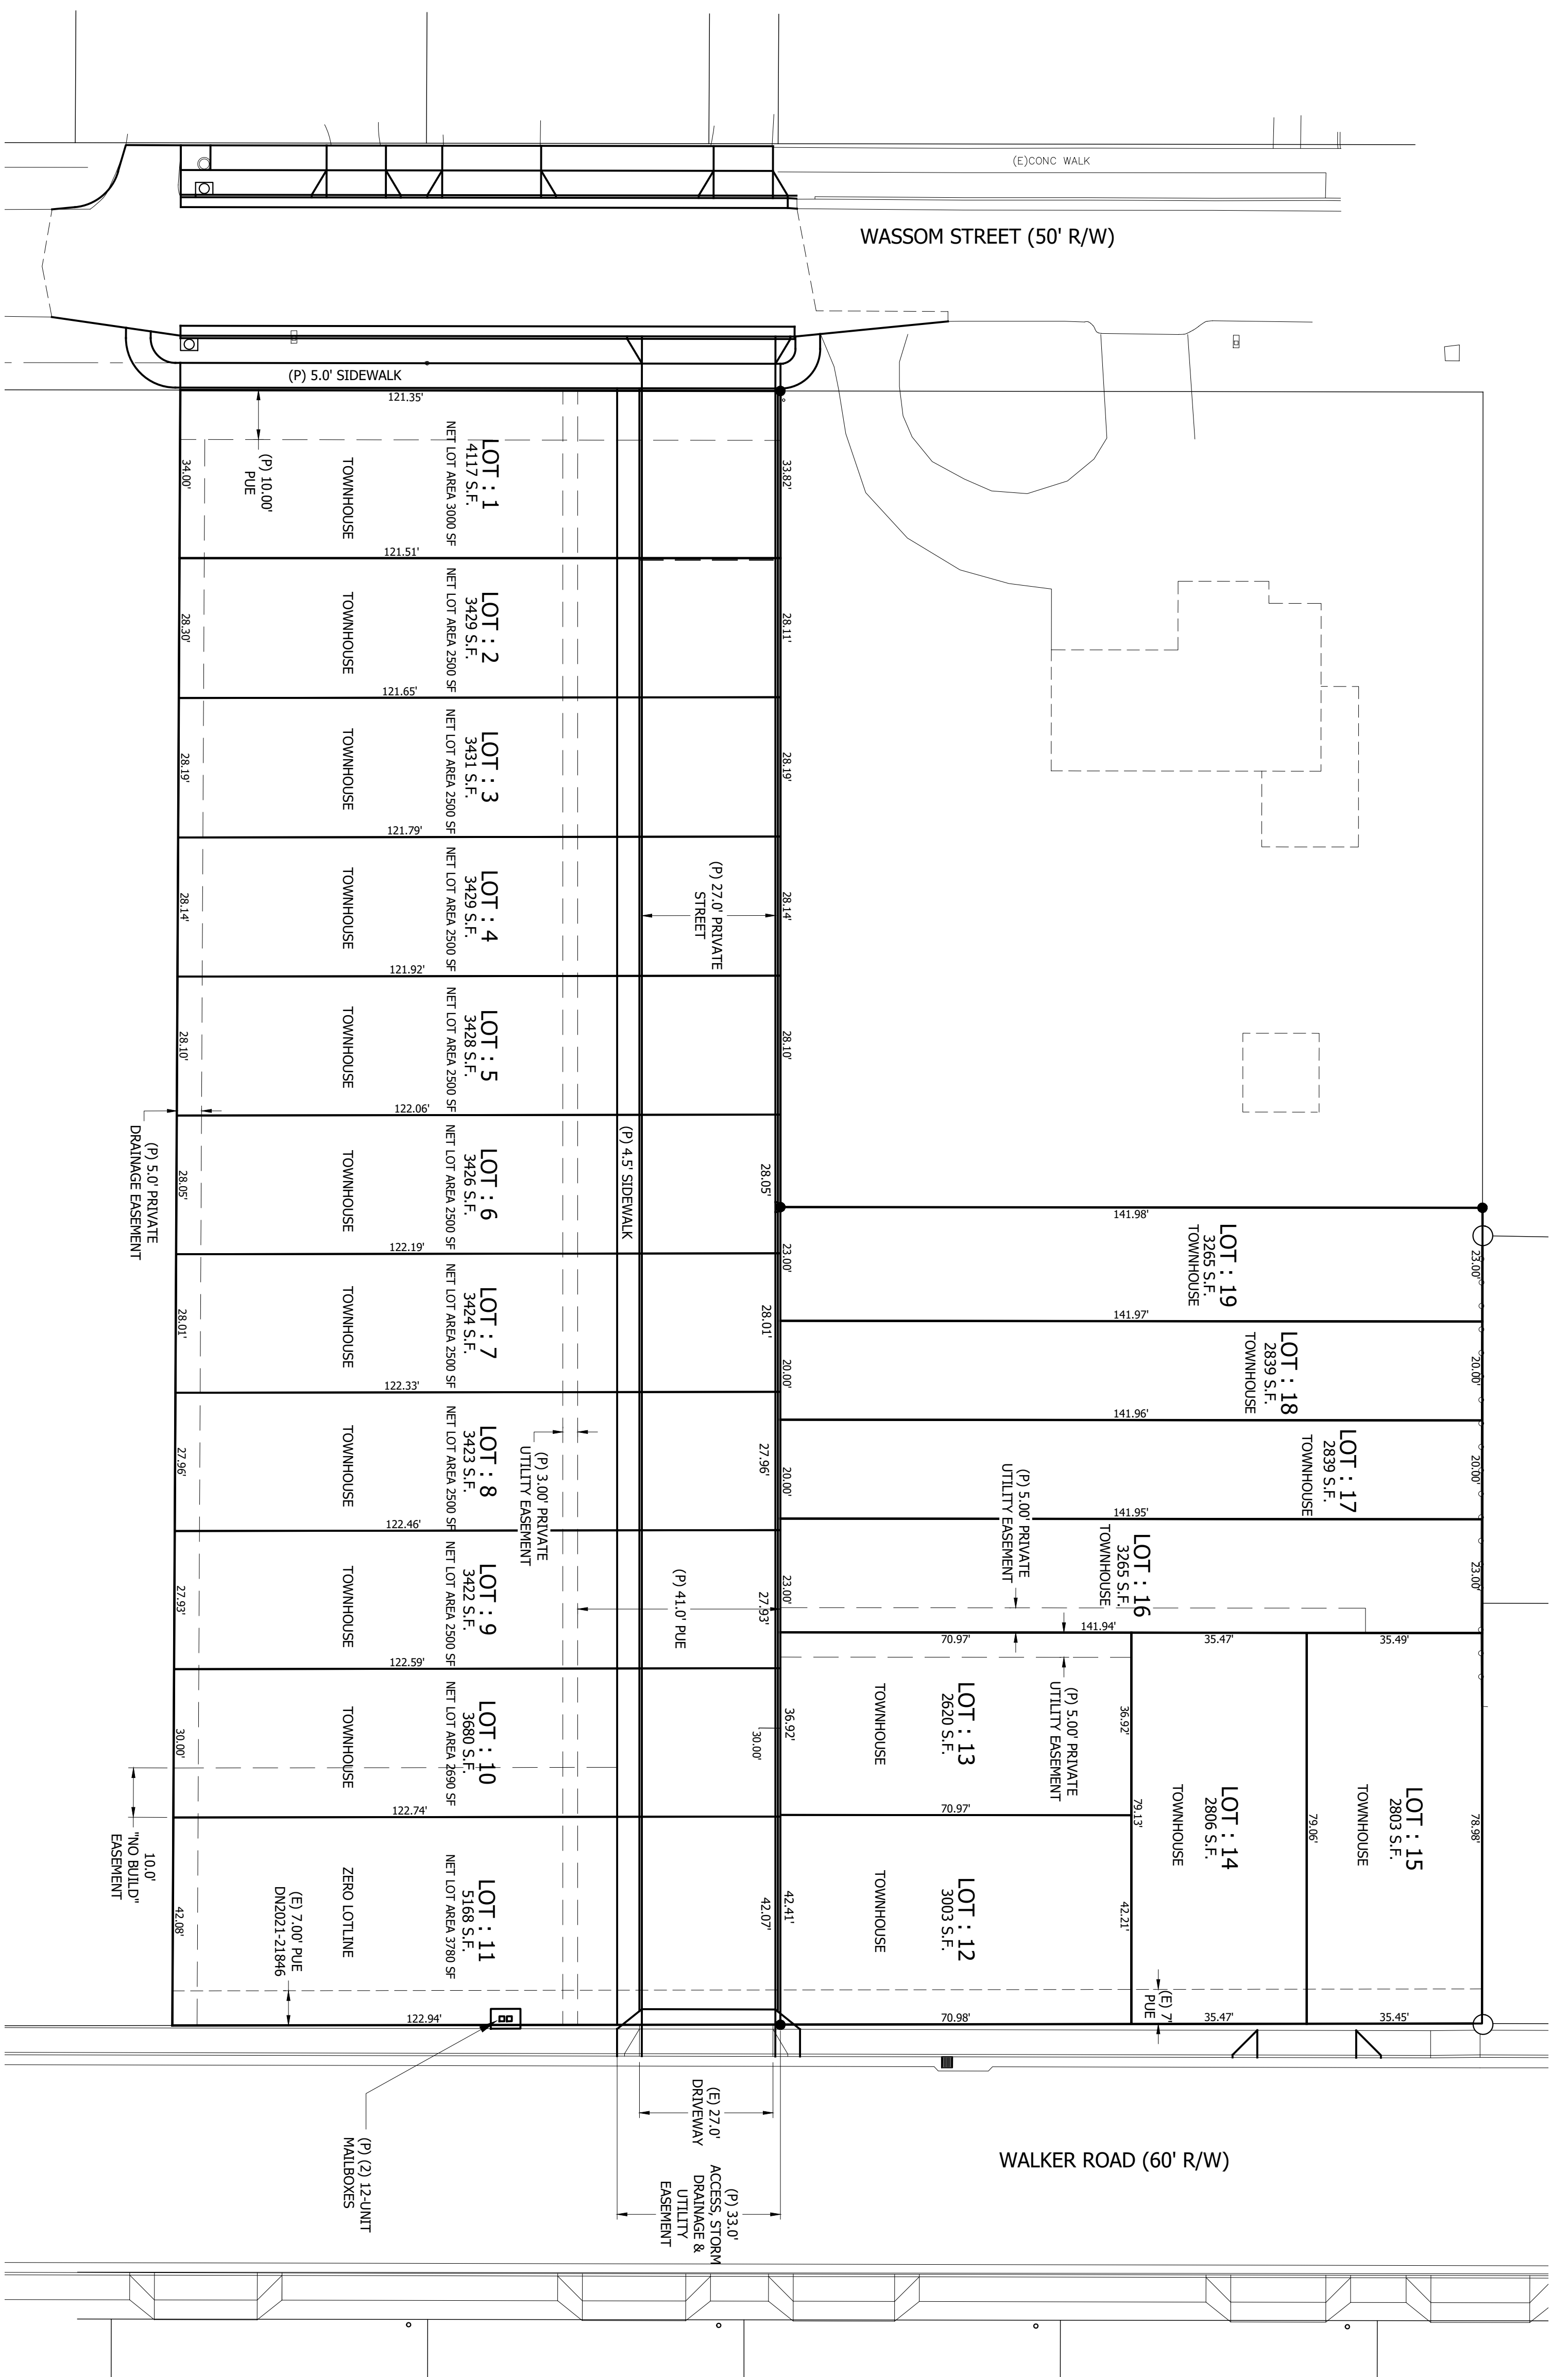 (E)CONC WALK
WASSOM STREET (50' R/W)
(P) 5.0' SIDEWALK
121.35'
LOT : 1
4117 S.F.
NET LOT AREA 3000 SF
TOWNHOUSE
(P) 10.00'
PUE
34.00'
33.82'
121.51'
LOT : 2
3429 S.F.
NET LOT AREA 2500 SF
TOWNHOUSE
28.30'
28.11'
121.65'
LOT : 3
3431 S.F.
NET LOT AREA 2500 SF
TOWNHOUSE
28.19'
28.19'
121.79'
LOT : 4
3429 S.F.
NET LOT AREA 2500 SF
TOWNHOUSE
28.14'
28.14'
(P) 27.0' PRIVATE
STREET
121.92'
LOT : 5
3428 S.F.
NET LOT AREA 2500 SF
TOWNHOUSE
28.10'
28.10'
122.06'
(P) 5.0' PRIVATE
DRAINAGE EASEMENT
(P) 4.5' SIDEWALK
LOT : 6
3426 S.F.
NET LOT AREA 2500 SF
TOWNHOUSE
28.05'
28.05'
122.19'
LOT : 7
3424 S.F.
NET LOT AREA 2500 SF
TOWNHOUSE
28.01'
28.01'
122.33'
LOT : 8
3423 S.F.
NET LOT AREA 2500 SF
TOWNHOUSE
27.96'
27.96'
(P) 3.00' PRIVATE
UTILITY EASEMENT
122.46'
LOT : 9
3422 S.F.
NET LOT AREA 2500 SF
TOWNHOUSE
27.93'
27.93'
(P) 41.0' PUE
122.59'
LOT : 10
3680 S.F.
NET LOT AREA 2690 SF
TOWNHOUSE
30.00'
30.00'
122.74'
10.0'
"NO BUILD"
EASEMENT
LOT : 11
5168 S.F.
NET LOT AREA 3780 SF
ZERO LOTLINE
(E) 7.00' PUE
DN2021-21846
42.08'
42.07'
122.94'
141.98'
LOT : 19
3265 S.F.
TOWNHOUSE
23.00'
23.00'
141.97'
LOT : 18
2839 S.F.
TOWNHOUSE
20.00'
20.00'
141.96'
LOT : 17
2839 S.F.
TOWNHOUSE
20.00'
20.00'
141.95'
LOT : 16
3265 S.F.
TOWNHOUSE
23.00'
23.00'
(P) 5.00' PRIVATE
UTILITY EASEMENT
141.94'
70.97'
35.47'
35.49'
LOT : 13
2620 S.F.
TOWNHOUSE
36.92'
36.92'
(P) 5.00' PRIVATE
UTILITY EASEMENT
70.97'
LOT : 12
3003 S.F.
TOWNHOUSE
42.41'
42.21'
70.98'
LOT : 14
2806 S.F.
TOWNHOUSE
79.13'
79.06'
(E) 7'
PUE
35.47'
LOT : 15
2803 S.F.
TOWNHOUSE
78.98'
35.45'
(P) (2) 12-UNIT
MAILBOXES
(E) 27.0'
DRIVEWAY
(P) 33.0'
ACCESS, STORM
DRAINAGE &
UTILITY
EASEMENT
WALKER ROAD (60' R/W)